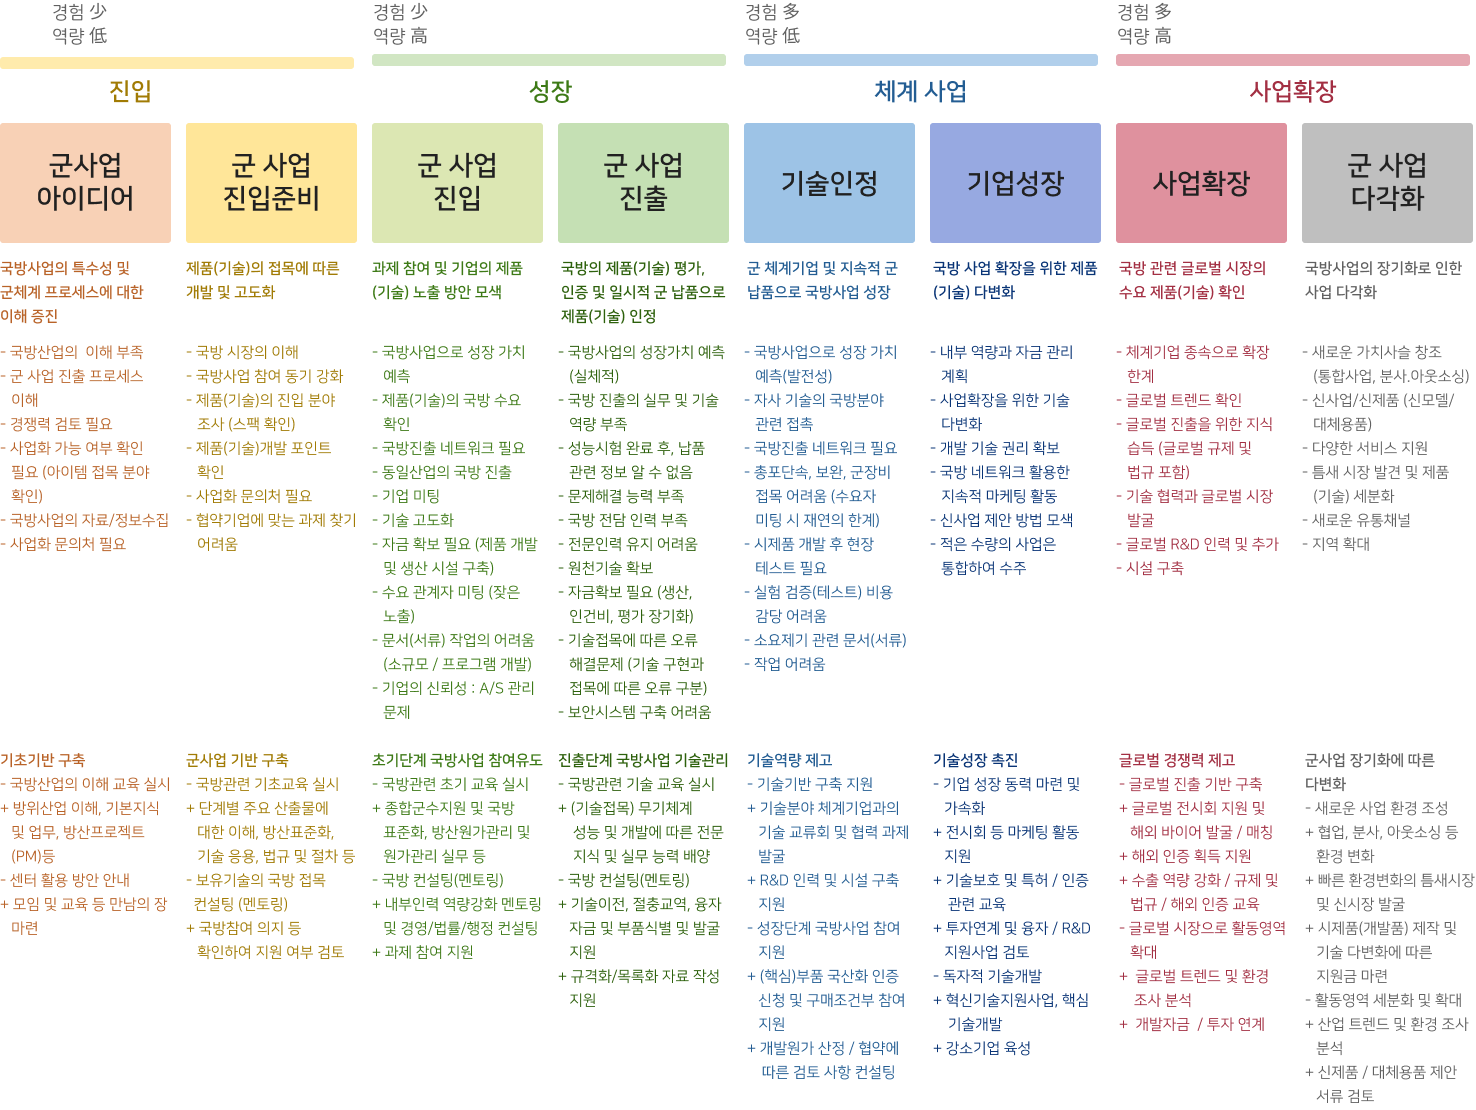 경험 少
역량 低
진입
경험 少
역량 高
성장
경험 多
역량 低
체계 사업
경험 多
역량 高
사업확장
군사업
아이디어
국방사업의 특수성 및
군체계 프로세스에 대한
이해 증진
- 국방산업의  이해 부족
- 군 사업 진출 프로세스
이해
- 경쟁력 검토 필요
- 사업화 가능 여부 확인
필요 (아이템 접목 분야
확인)
- 국방사업의 자료/정보수집
- 사업화 문의처 필요
기초기반 구축
- 국방산업의 이해 교육 실시
+ 방위산업 이해, 기본지식
및 업무, 방산프로젝트
(PM)등
- 센터 활용 방안 안내
+ 모임 및 교육 등 만남의 장
마련
군 사업
진입준비
제품(기술)의 접목에 따른
개발 및 고도화
- 국방 시장의 이해
- 국방사업 참여 동기 강화
- 제품(기술)의 진입 분야
조사 (스팩 확인)
- 제품(기술)개발 포인트
확인
- 사업화 문의처 필요
- 협약기업에 맞는 과제 찾기
어려움
군사업 기반 구축
- 국방관련 기초교육 실시
+ 단계별 주요 산출물에
대한 이해, 방산표준화,
기술 응용, 법규 및 절차 등
- 보유기술의 국방 접목
컨설팅 (멘토링)
+ 국방참여 의지 등
확인하여 지원 여부 검토
군 사업
진입
과제 참여 및 기업의 제품
(기술) 노출 방안 모색
- 국방사업으로 성장 가치
예측
- 제품(기술)의 국방 수요
확인
- 국방진출 네트워크 필요
- 동일산업의 국방 진출
- 기업 미팅
- 기술 고도화
- 자금 확보 필요 (제품 개발
및 생산 시설 구축)
- 수요 관계자 미팅 (잦은
노출)
- 문서(서류) 작업의 어려움
(소규모 / 프로그램 개발)
- 기업의 신뢰성 : A/S 관리
문제
초기단계 국방사업 참여유도
- 국방관련 초기 교육 실시
+ 종합군수지원 및 국방
표준화, 방산원가관리 및
원가관리 실무 등
- 국방 컨설팅(멘토링)
+ 내부인력 역량강화 멘토링
및 경영/법률/행정 컨설팅
+ 과제 참여 지원
군 사업
진출
국방의 제품(기술) 평가,
인증 및 일시적 군 납품으로
제품(기술) 인정
- 국방사업의 성장가치 예측
(실체적)
- 국방 진출의 실무 및 기술
역량 부족
- 성능시험 완료 후, 납품
관련 정보 알 수 없음
- 문제해결 능력 부족
- 국방 전담 인력 부족
- 전문인력 유지 어려움
- 원천기술 확보
- 자금확보 필요 (생산,
인건비, 평가 장기화)
- 기술접목에 따른 오류
해결문제 (기술 구현과
접목에 따른 오류 구분)
- 보안시스템 구축 어려움
진출단계 국방사업 기술관리
- 국방관련 기술 교육 실시
+ (기술접목) 무기체계
성능 및 개발에 따른 전문
지식 및 실무 능력 배양
- 국방 컨설팅(멘토링)
+ 기술이전, 절충교역, 융자
자금 및 부품식별 및 발굴
지원
+ 규격화/목록화 자료 작성
지원
기술인정
군 체계기업 및 지속적 군
납품으로 국방사업 성장
- 국방사업으로 성장 가치
예측(발전성)
- 자사 기술의 국방분야
관련 접촉
- 국방진출 네트워크 필요
- 총포단속, 보완, 군장비
접목 어려움 (수요자
미팅 시 재연의 한계)
- 시제품 개발 후 현장
테스트 필요
- 실험 검증(테스트) 비용
감당 어려움
- 소요제기 관련 문서(서류)
- 작업 어려움
기술역량 제고
- 기술기반 구축 지원
+ 기술분야 체계기업과의
기술 교류회 및 협력 과제
발굴
+ R&D 인력 및 시설 구축
지원
- 성장단계 국방사업 참여
지원
+ (핵심)부품 국산화 인증
신청 및 구매조건부 참여
지원
+ 개발원가 산정 / 협약에
따른 검토 사항 컨설팅
기업성장
국방 사업 확장을 위한 제품
(기술) 다변화
- 내부 역량과 자금 관리
계획
- 사업확장을 위한 기술
다변화
- 개발 기술 권리 확보
- 국방 네트워크 활용한
지속적 마케팅 활동
- 신사업 제안 방법 모색
- 적은 수량의 사업은
통합하여 수주
기술성장 촉진
- 기업 성장 동력 마련 및
가속화
+ 전시회 등 마케팅 활동
지원
+ 기술보호 및 특허 / 인증
관련 교육
+ 투자연계 및 융자 / R&D
지원사업 검토
- 독자적 기술개발
+ 혁신기술지원사업, 핵심
기술개발
+ 강소기업 육성
사업확장
국방 관련 글로벌 시장의
수요 제품(기술) 확인
- 체계기업 종속으로 확장
한계
- 글로벌 트렌드 확인
- 글로벌 진출을 위한 지식
습득 (글로벌 규제 및
법규 포함)
- 기술 협력과 글로벌 시장
발굴
- 글로벌 R&D 인력 및 추가
- 시설 구축
글로벌 경쟁력 제고
- 글로벌 진출 기반 구축
+ 글로벌 전시회 지원 및
해외 바이어 발굴 / 매칭
+ 해외 인증 획득 지원
+ 수출 역량 강화 / 규제 및
법규 / 해외 인증 교육
- 글로벌 시장으로 활동영역
확대
+  글로벌 트렌드 및 환경
조사 분석
+  개발자금  / 투자 연계
군 사업
다각화
국방사업의 장기화로 인한
사업 다각화
- 새로운 가치사슬 창조
(통합사업, 분사.아웃소싱)
- 신사업/신제품 (신모델/
대체용품)
- 다양한 서비스 지원
- 틈새 시장 발견 및 제품
(기술) 세분화
- 새로운 유통채널
- 지역 확대
군사업 장기화에 따른
다변화
- 새로운 사업 환경 조성
+ 협업, 분사, 아웃소싱 등
환경 변화
+ 빠른 환경변화의 틈새시장
및 신시장 발굴
+ 시제품(개발품) 제작 및
기술 다변화에 따른
지원금 마련
- 활동영역 세분화 및 확대
+ 산업 트렌드 및 환경 조사
분석
+ 신제품 / 대체용품 제안
서류 검토